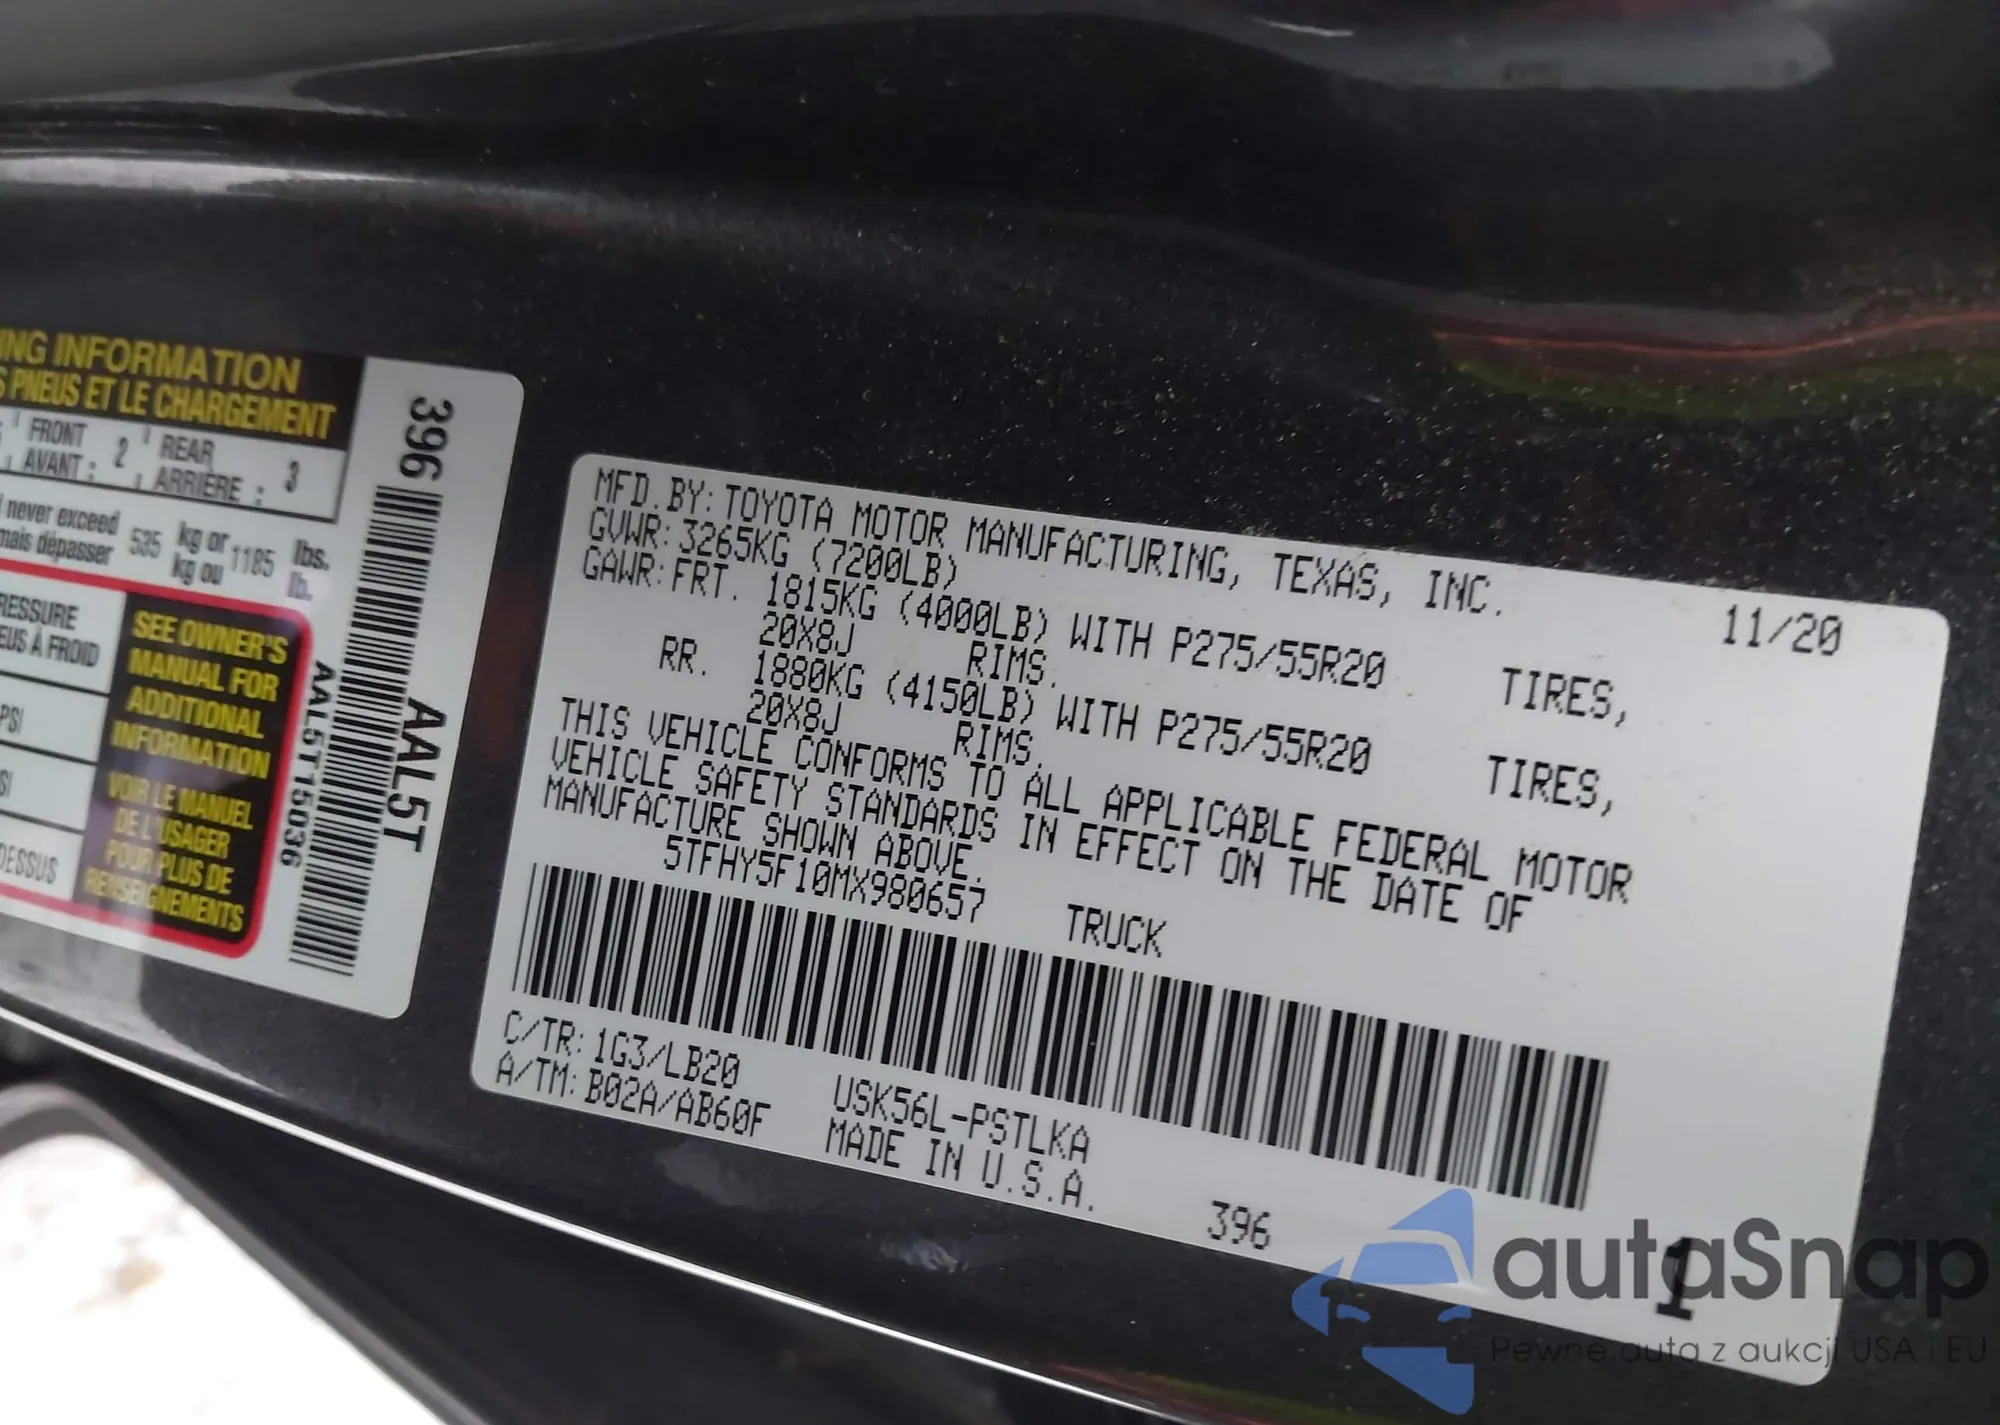 ING INFORMATION
S PNEUS ET LE CHARGEMENT
FRONT 2 REAR 3
AVANT : ARRIÈRE :
never exceed 535 kg or 1185 lbs.
mais dépasser kg ou lb.
SEE OWNER'S
MANUAL FOR
ADDITIONAL
INFORMATION
VOIR LE MANUEL
DE L'USAGER
POUR PLUS DE
RENSEIGNEMENTS
RESSURE
EUS À FROID
PSI
SI
DESSUS
396
AAL5T15036
AAL5T
MFD. BY: TOYOTA MOTOR MANUFACTURING, TEXAS, INC. 11/20
GVWR: 3265KG (7200LB)
GAWR: FRT. 1815KG (4000LB) WITH P275/55R20 TIRES,
20X8J RIMS.
RR. 1880KG (4150LB) WITH P275/55R20 TIRES,
20X8J RIMS.
THIS VEHICLE CONFORMS TO ALL APPLICABLE FEDERAL MOTOR
VEHICLE SAFETY STANDARDS IN EFFECT ON THE DATE OF
MANUFACTURE SHOWN ABOVE.
5TFHY5F10MX980657 TRUCK
C/TR: 1G3/LB20 USK56L-PSTLKA
A/TM: B02A/AB60F MADE IN U.S.A. 396 1
autaSnap
Pewne auta z aukcji USA i EU